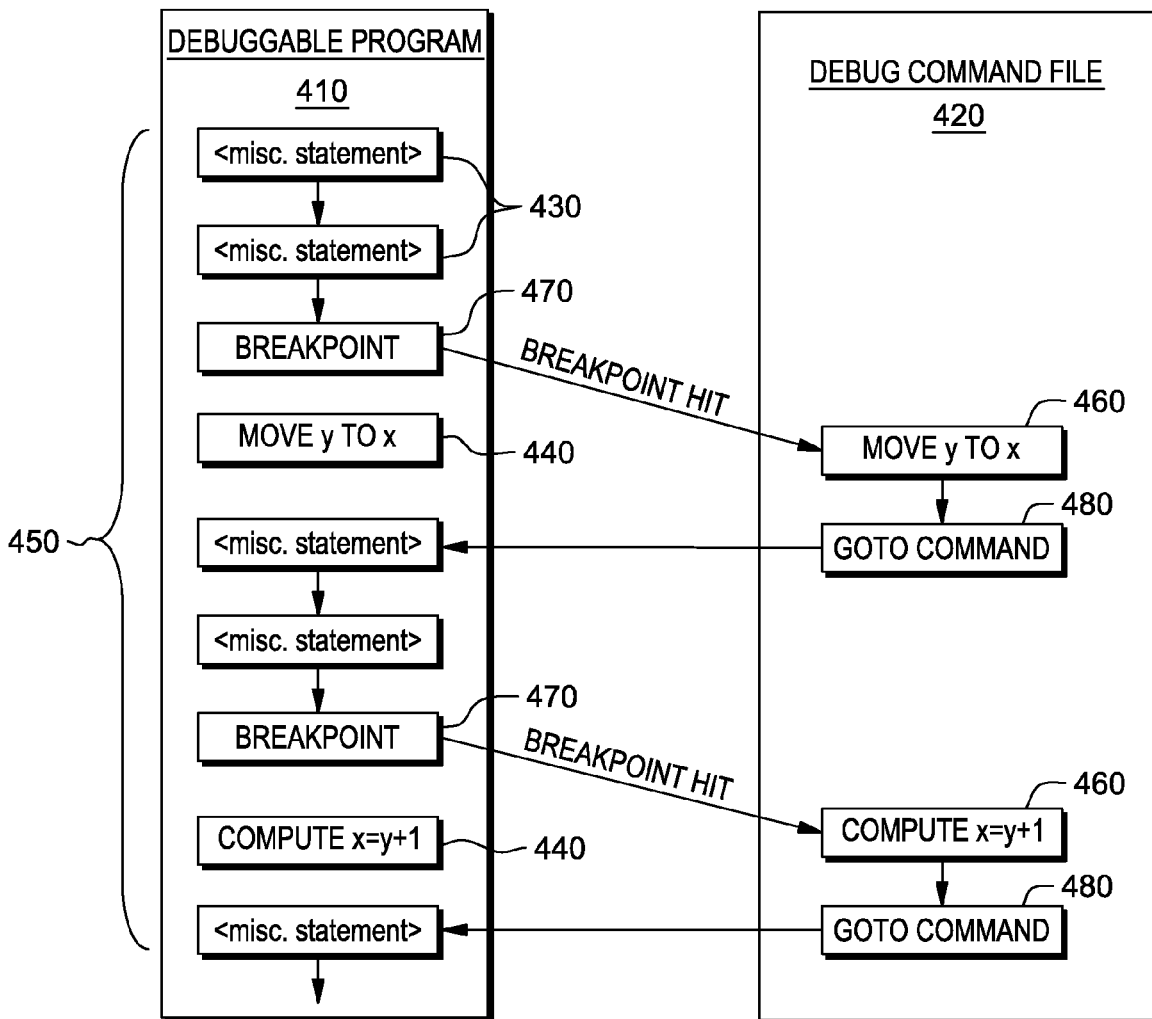 DEBUGGABLE PROGRAM
410
DEBUG COMMAND FILE
420
<misc. statement>
430
<misc. statement>
470
BREAKPOINT
BREAKPOINT HIT
460
MOVE y TO x
440
MOVE y TO x
480
450
<misc. statement>
GOTO COMMAND
<misc. statement>
470
BREAKPOINT
BREAKPOINT HIT
460
COMPUTE x=y+1
440
COMPUTE x=y+1
480
<misc. statement>
GOTO COMMAND